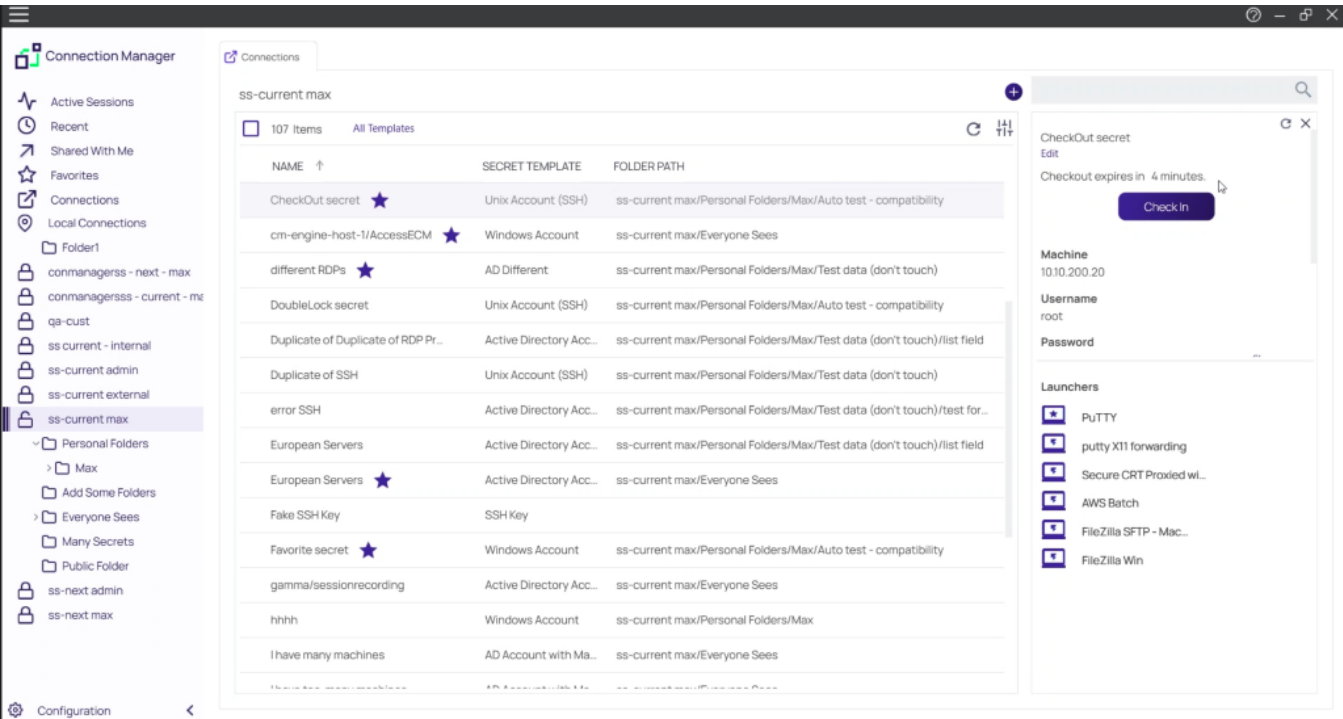 Connection Manager
Active Sessions
Recent
Shared With Me
Favorites
Connections
Local Connections
Folder1
conmanagerss - next - max
conmanagersss - current - ma
qa-cust
ss current - internal
ss-current admin
ss-current external
ss-current max
Personal Folders
Max
Add Some Folders
Everyone Sees
Many Secrets
Public Folder
ss-next admin
ss-next max
Configuration
Connections
ss-current max
107 Items All Templates
NAME SECRET TEMPLATE FOLDER PATH
CheckOut secret Unix Account (SSH) ss-current max/Personal Folders/Max/Auto test - compatibility
cm-engine-host-1/AccessECM Windows Account ss-current max/Everyone Sees
different RDPs AD Different ss-current max/Personal Folders/Max/Test data (don't touch)
DoubleLock secret Unix Account (SSH) ss-current max/Personal Folders/Max/Auto test - compatibility
Duplicate of Duplicate of RDP Pr... Active Directory Acc... ss-current max/Personal Folders/Max/Test data (don't touch)/list field
Duplicate of SSH Unix Account (SSH) ss-current max/Personal Folders/Max/Test data (don't touch)
error SSH Active Directory Acc... ss-current max/Personal Folders/Max/Test data (don't touch)/test for...
European Servers Active Directory Acc... ss-current max/Personal Folders/Max/Test data (don't touch)/list field
European Servers Active Directory Acc... ss-current max/Everyone Sees
Fake SSH Key SSH Key
Favorite secret Windows Account ss-current max/Personal Folders/Max/Auto test - compatibility
gamma/sessionrecording Active Directory Acc... ss-current max/Everyone Sees
hhhh Windows Account ss-current max/Personal Folders/Max
I have many machines AD Account with Ma... ss-current max/Everyone Sees
CheckOut secret
Edit
Checkout expires in 4 minutes.
Check In
Machine
10.10.200.20
Username
root
Password
Launchers
PuTTY
putty X11 forwarding
Secure CRT Proxied wi...
AWS Batch
FileZilla SFTP - Mac...
FileZilla Win